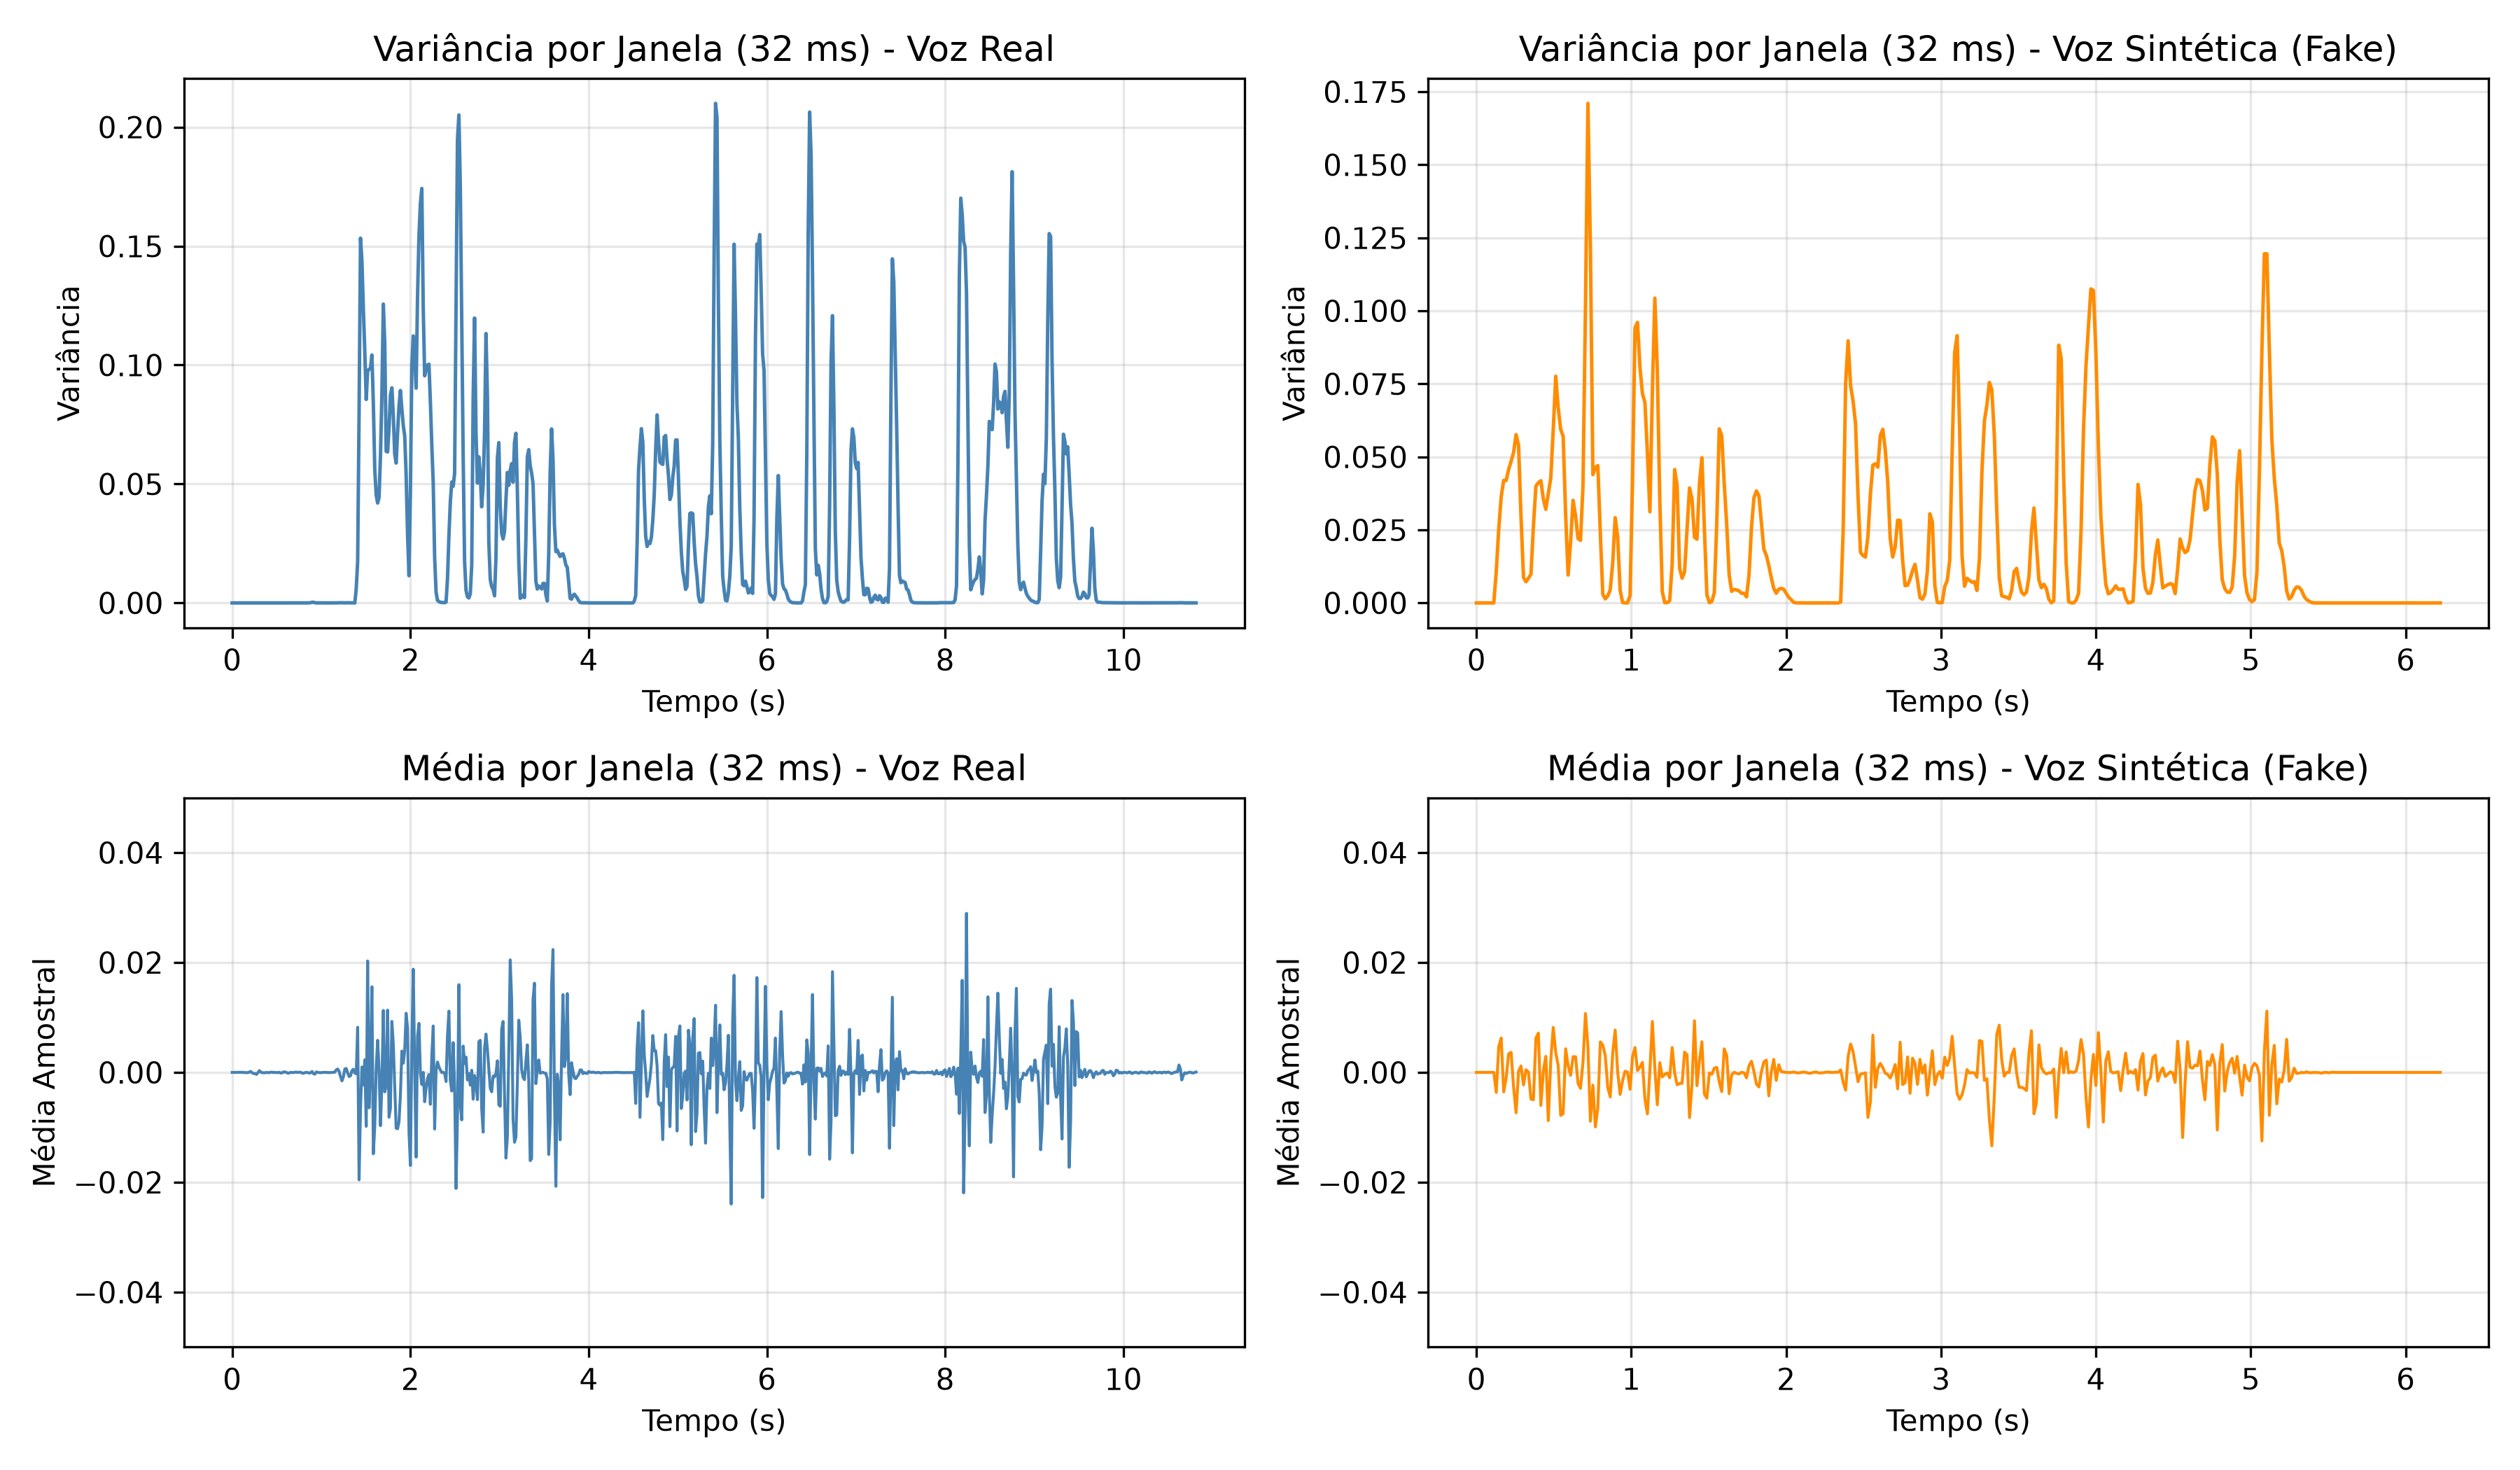 Variância por Janela (32 ms) - Voz Real
Variância
0.20
0.15
0.10
0.05
0.00
0 2 4 6 8 10
Tempo (s)
Variância por Janela (32 ms) - Voz Sintética (Fake)
Variância
0.175
0.150
0.125
0.100
0.075
0.050
0.025
0.000
0 1 2 3 4 5 6
Tempo (s)
Média por Janela (32 ms) - Voz Real
Média Amostral
0.04
0.02
0.00
−0.02
−0.04
0 2 4 6 8 10
Tempo (s)
Média por Janela (32 ms) - Voz Sintética (Fake)
Média Amostral
0.04
0.02
0.00
−0.02
−0.04
0 1 2 3 4 5 6
Tempo (s)